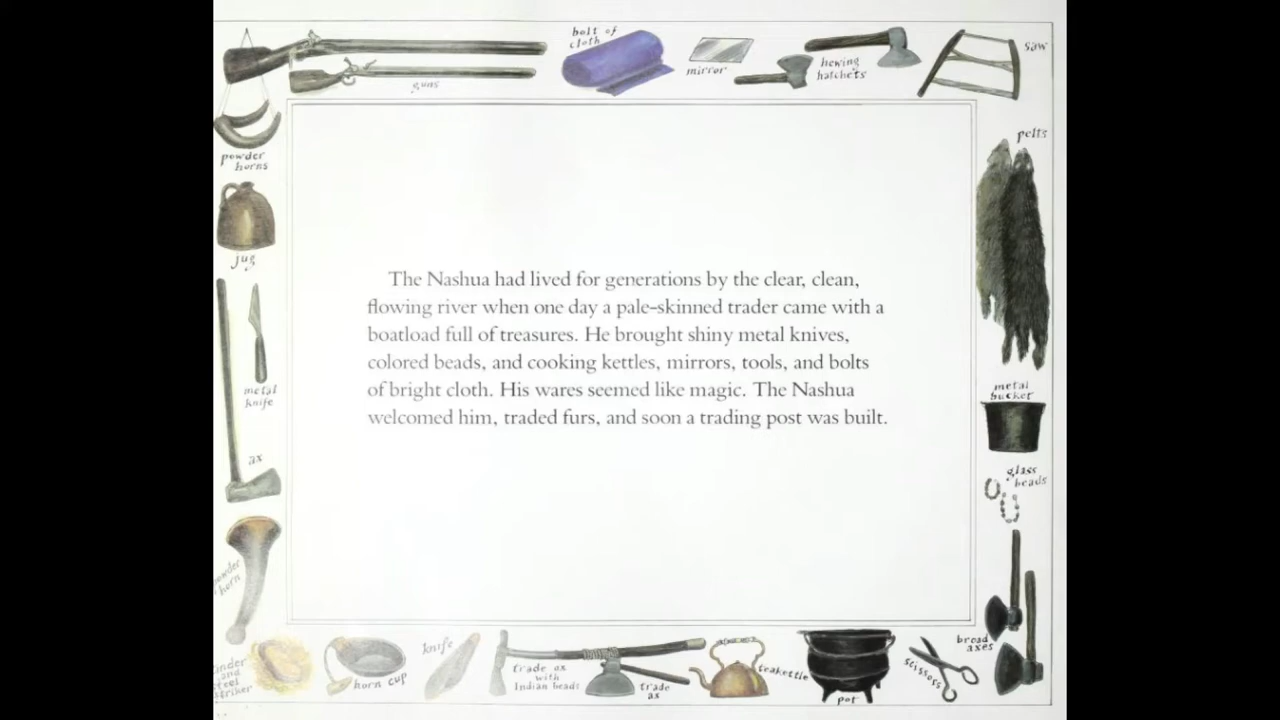 bolt of
cloth
mirror
hewing
hatchets
saw
guns
powder
horns
pelts
jug
The Nashua had lived for generations by the clear, clean,
flowing river when one day a pale-skinned trader came with a
boatload full of treasures. He brought shiny metal knives,
colored beads, and cooking kettles, mirrors, tools, and bolts
of bright cloth. His wares seemed like magic. The Nashua
welcomed him, traded furs, and soon a trading post was built.
metal
knife
metal
bucket
ax
glass
beads
powder
horn
broad
axes
knife
horn cup
trade ax
with
Indian beads
trade
ax
teakettle
pot
scissors
and
steel
striker